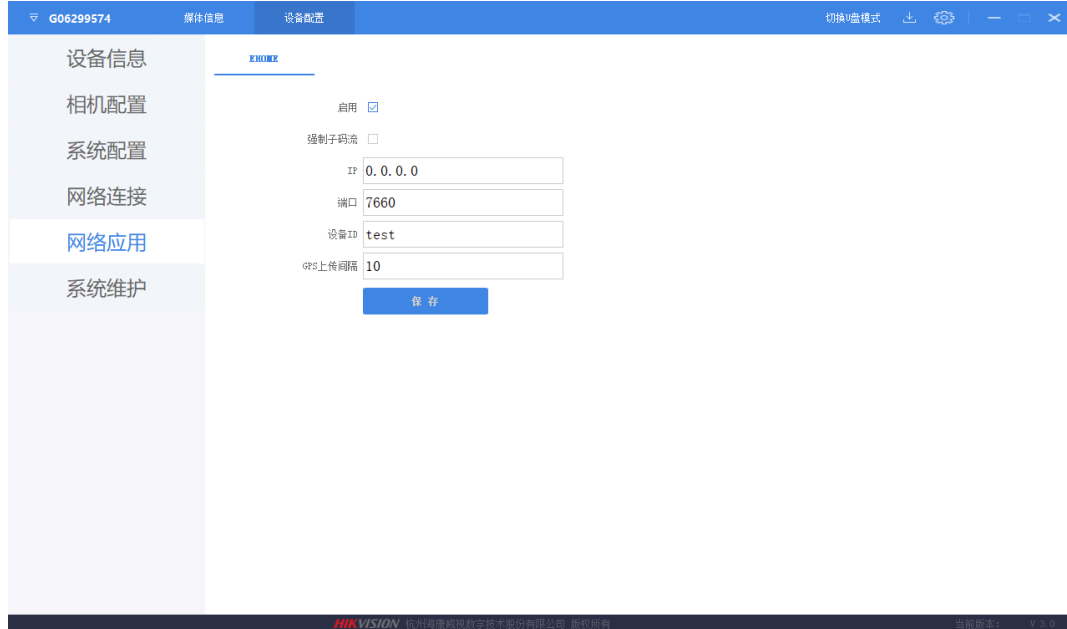 G06299574 媒体信息 设备配置 切换U盘模式
设备信息
相机配置
系统配置
网络连接
网络应用
系统维护
EHOME
启用
强制子码流
IP 0.0.0.0
端口 7660
设备ID test
GPS上传间隔 10
保 存
HIKVISION 杭州海康威视数字技术股份有限公司 版权所有 当前版本: V 3.0